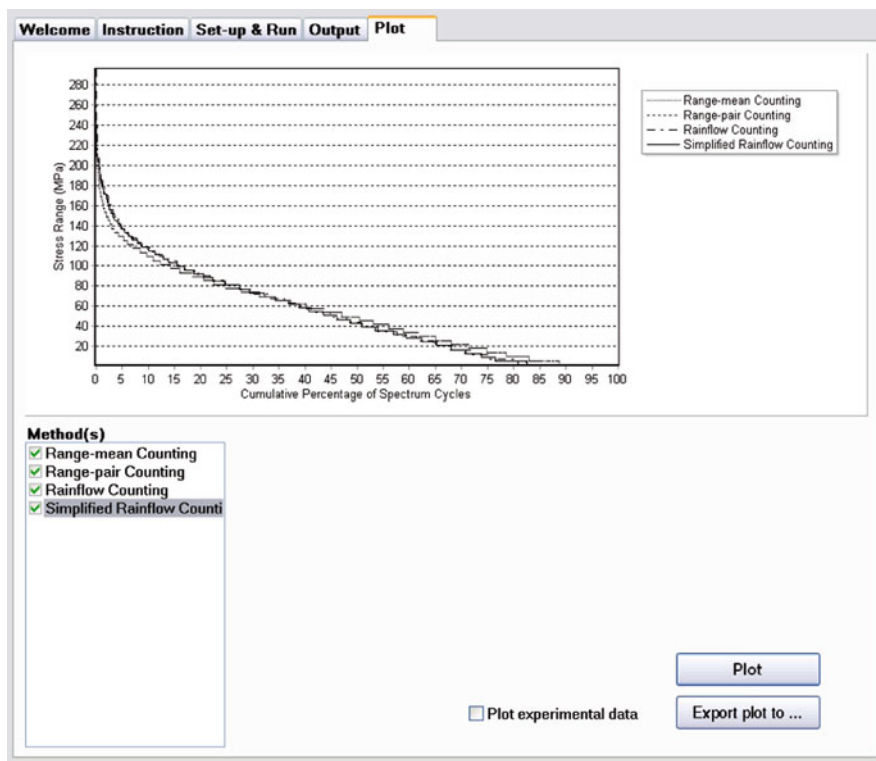 Welcome Instruction Set-up & Run Output Plot
280
260
240
220
200
180
160
140
120
100
80
60
40
20
Stress Range (MPa)
0 5 10 15 20 25 30 35 40 45 50 55 60 65 70 75 80 85 90 95 100
Cumulative Percentage of Spectrum Cycles
Range-mean Counting
Range-pair Counting
Rainflow Counting
Simplified Rainflow Counting
Method(s)
Range-mean Counting
Range-pair Counting
Rainflow Counting
Simplified Rainflow Counti
Plot
Plot experimental data
Export plot to ...